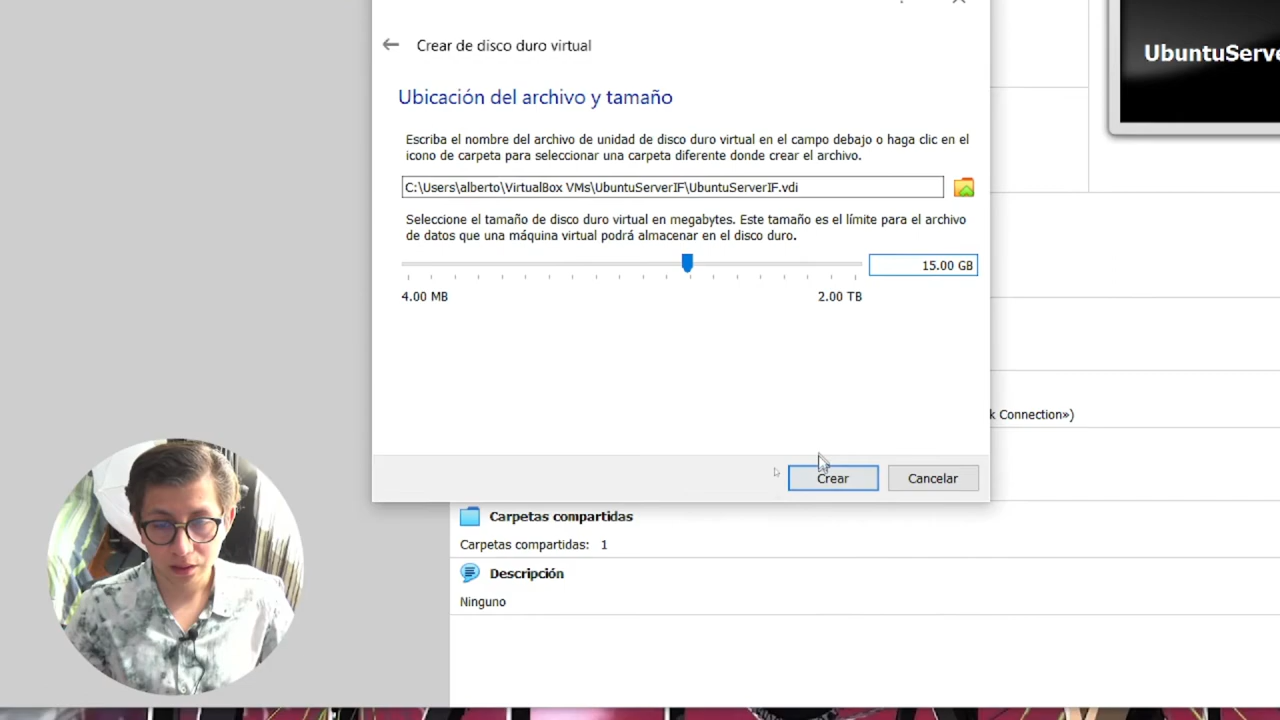 Crear de disco duro virtual
UbuntuServe
Ubicación del archivo y tamaño
Escriba el nombre del archivo de unidad de disco duro virtual en el campo debajo o haga clic en el
icono de carpeta para seleccionar una carpeta diferente donde crear el archivo.
C:\Users\alberto\VirtualBox VMs\UbuntuServerIF\UbuntuServerIF.vdi
Seleccione el tamaño de disco duro virtual en megabytes. Este tamaño es el límite para el archivo
de datos que una máquina virtual podrá almacenar en el disco duro.
15.00 GB
4.00 MB
2.00 TB
k Connection»)
Crear
Cancelar
Carpetas compartidas
Carpetas compartidas: 1
Descripción
Ninguno